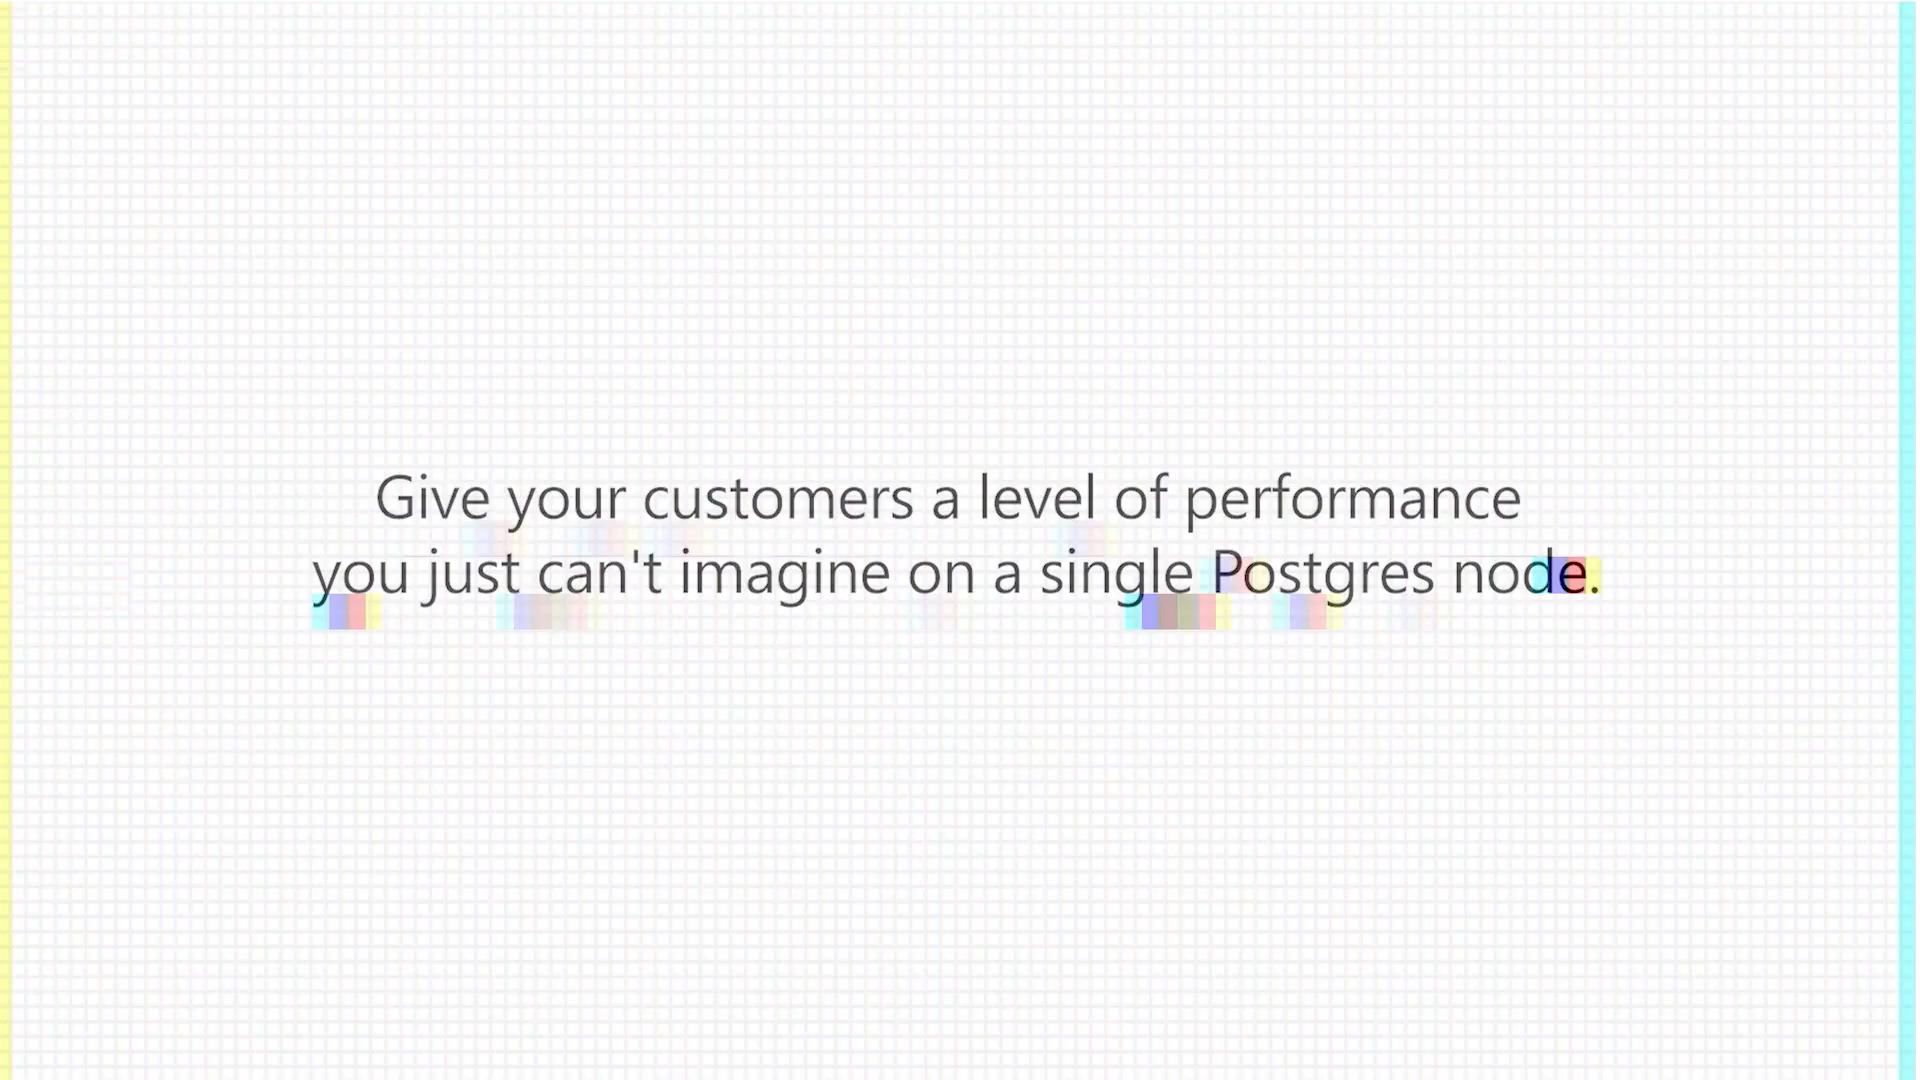 Give your customers a level of performance
you just can't imagine on a single Postgres node.